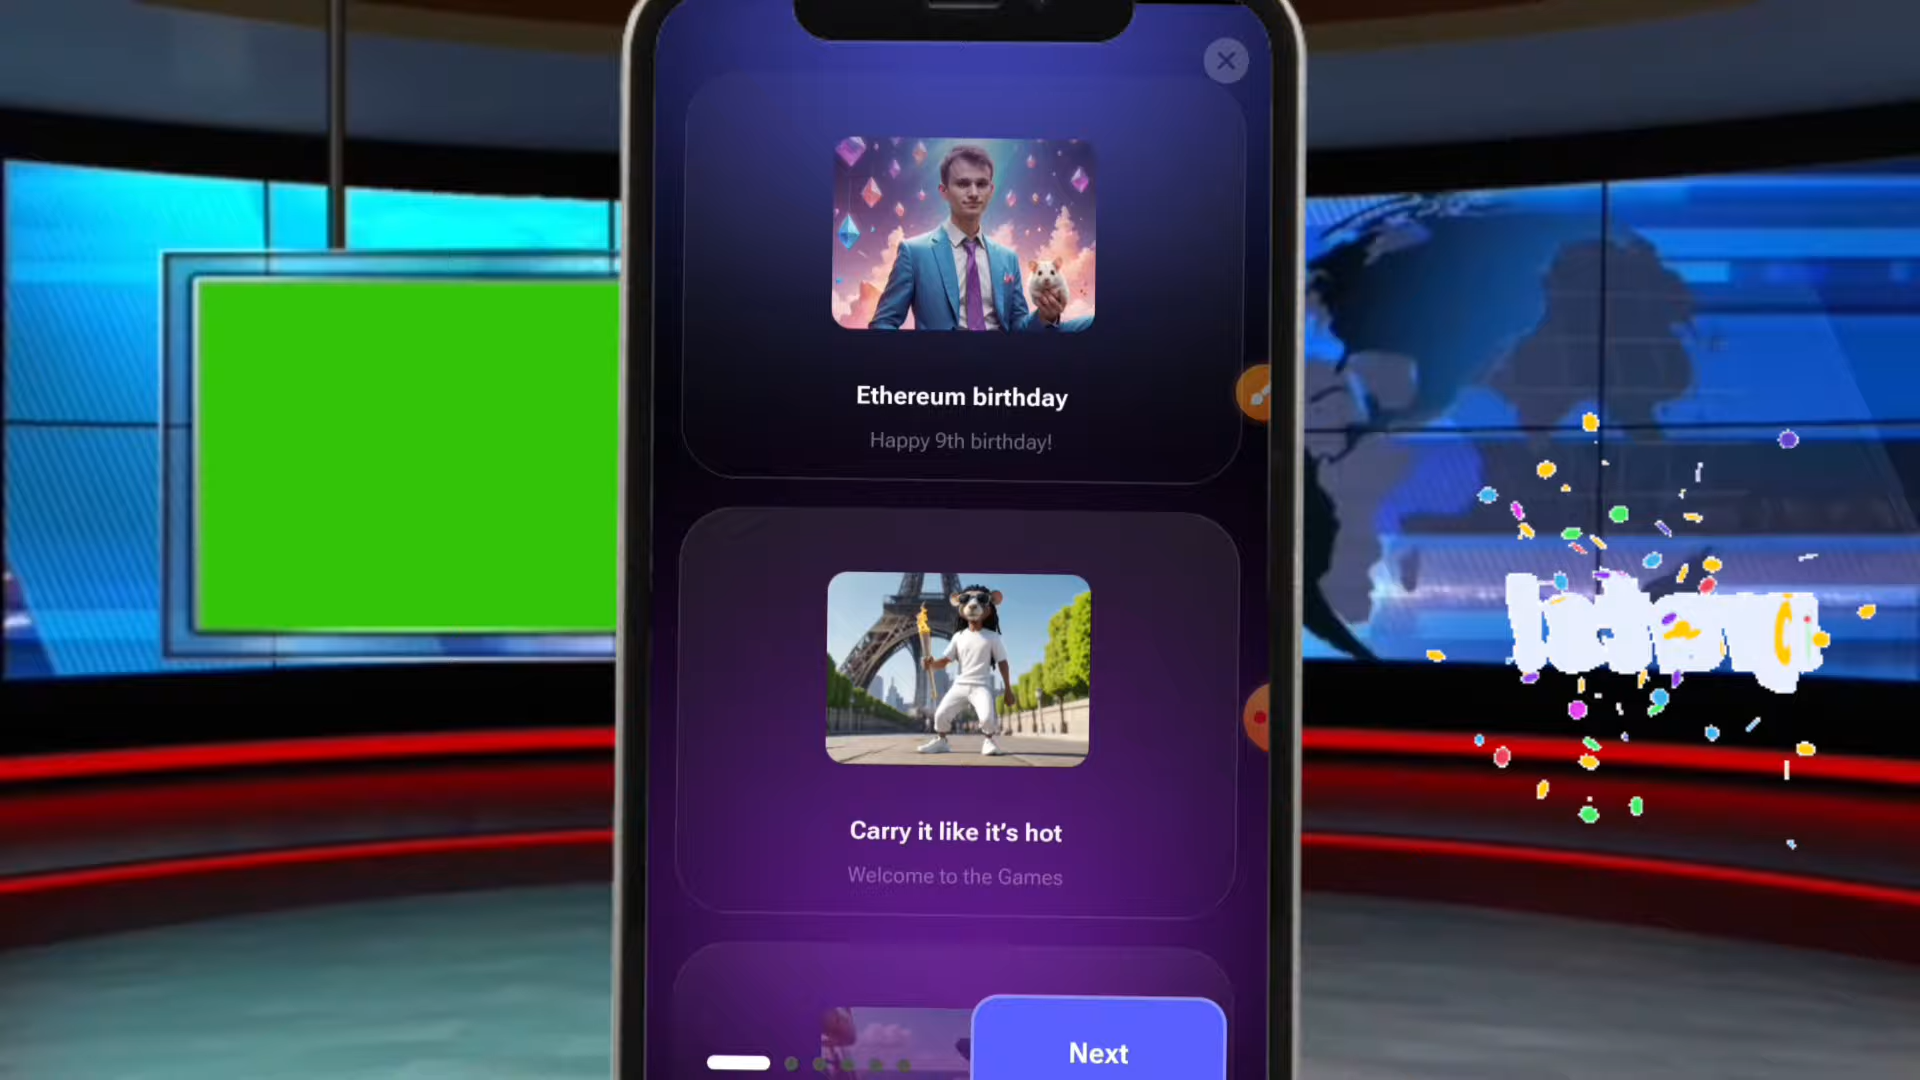 Ethereum birthday
Happy 9th birthday!
Carry it like it's hot
Welcome to the Games
Next